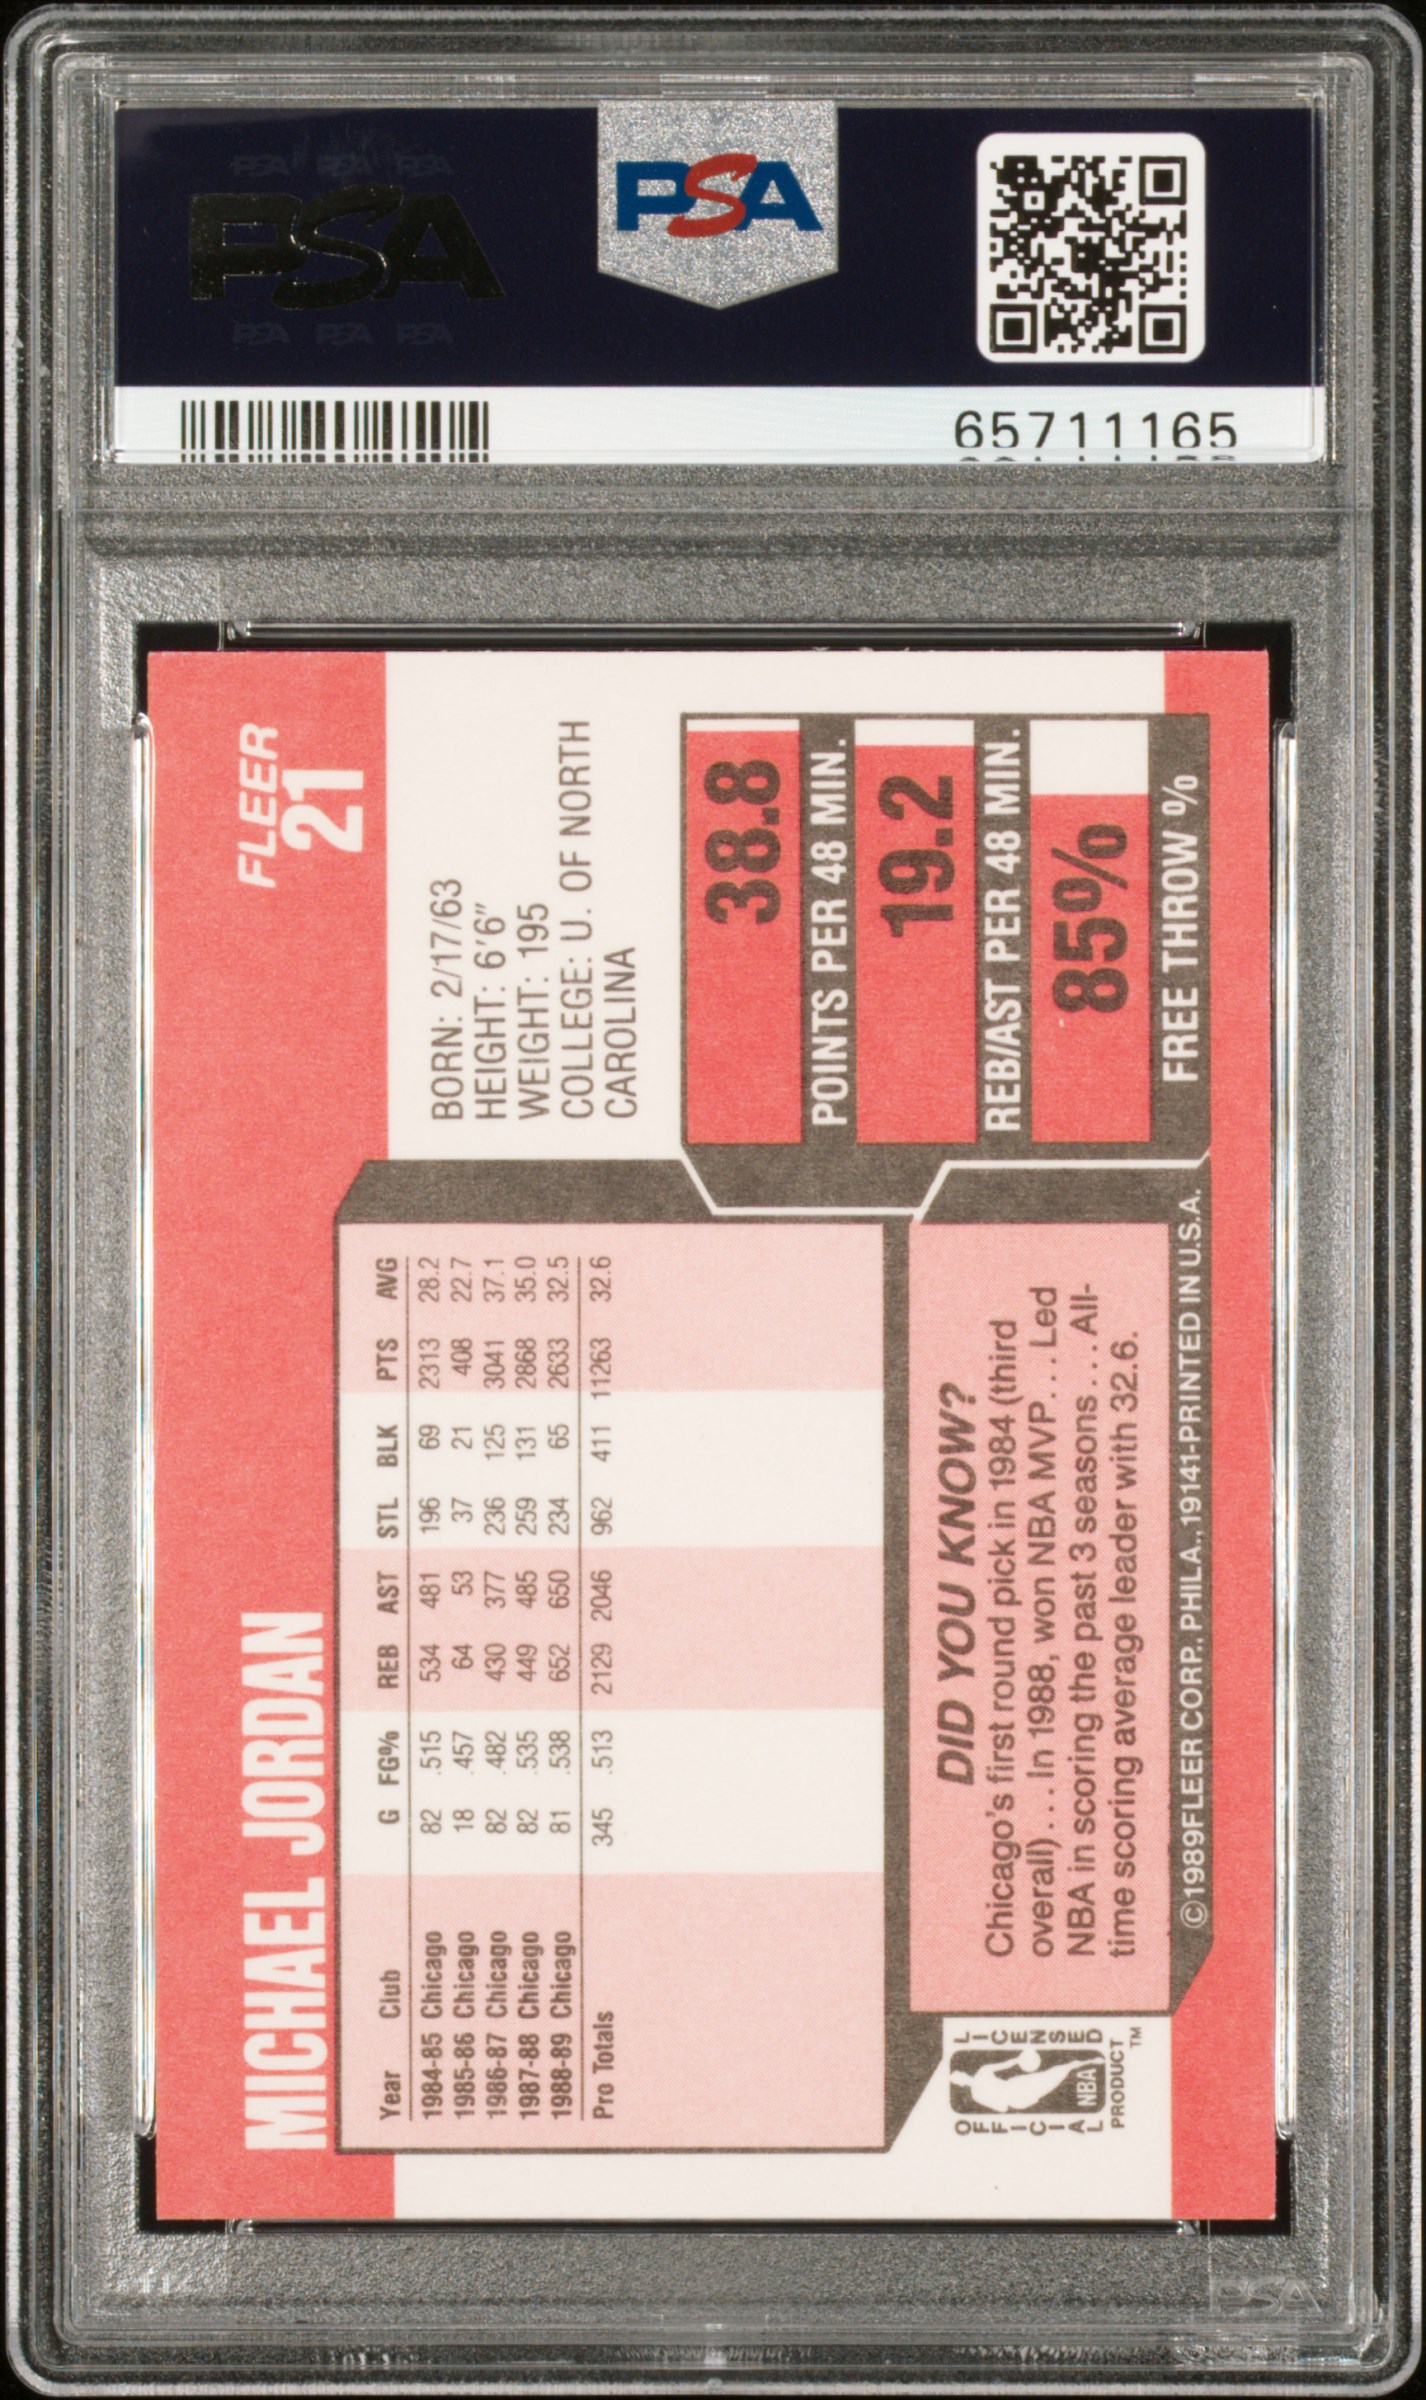 PSA PSA PSA
PSA
PSA PSA PSA
PSA
65711165
FLEER
21
MICHAEL JORDAN
BORN: 2/17/63
HEIGHT: 6'6"
WEIGHT: 195
COLLEGE: U. OF NORTH
CAROLINA
Year Club G FG% REB AST STL BLK PTS AVG
1984-85 Chicago 82 .515 534 481 196 69 2313 28.2
1985-86 Chicago 18 .457 64 53 37 21 408 22.7
1986-87 Chicago 82 .482 430 377 236 125 3041 37.1
1987-88 Chicago 82 .535 449 485 259 131 2868 35.0
1988-89 Chicago 81 .538 652 650 234 65 2633 32.5
Pro Totals 345 .513 2129 2046 962 411 11263 32.6
38.8
POINTS PER 48 MIN.
19.2
REB/AST PER 48 MIN.
85%
FREE THROW %
DID YOU KNOW?
Chicago's first round pick in 1984 (third
overall) . . . In 1988, won NBA MVP. . . Led
NBA in scoring the past 3 seasons . . . All-
time scoring average leader with 32.6.
OFFICIAL LICENSED
NBA
PRODUCT™
©1989 FLEER CORP., PHILA., 19141-PRINTED IN U.S.A.
PSA